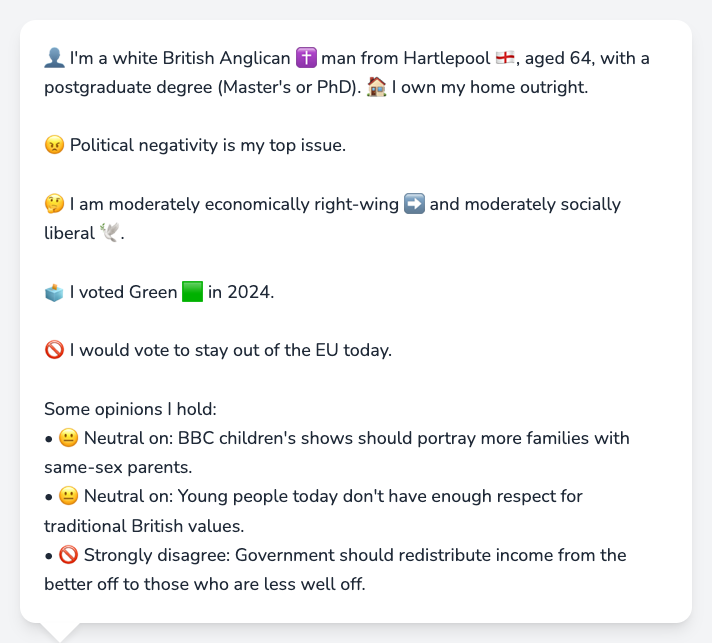 👤 I'm a white British Anglican ✝️ man from Hartlepool 🏴󠁧󠁢󠁥󠁮󠁧󠁿, aged 64, with a
postgraduate degree (Master's or PhD). 🏠 I own my home outright.
😠 Political negativity is my top issue.
🤔 I am moderately economically right-wing ➡️ and moderately socially
liberal 🕊️.
🗳️ I voted Green 🟩 in 2024.
🚫 I would vote to stay out of the EU today.
Some opinions I hold:
• 😐 Neutral on: BBC children's shows should portray more families with
same-sex parents.
• 😐 Neutral on: Young people today don't have enough respect for
traditional British values.
• 🚫 Strongly disagree: Government should redistribute income from the
better off to those who are less well off.